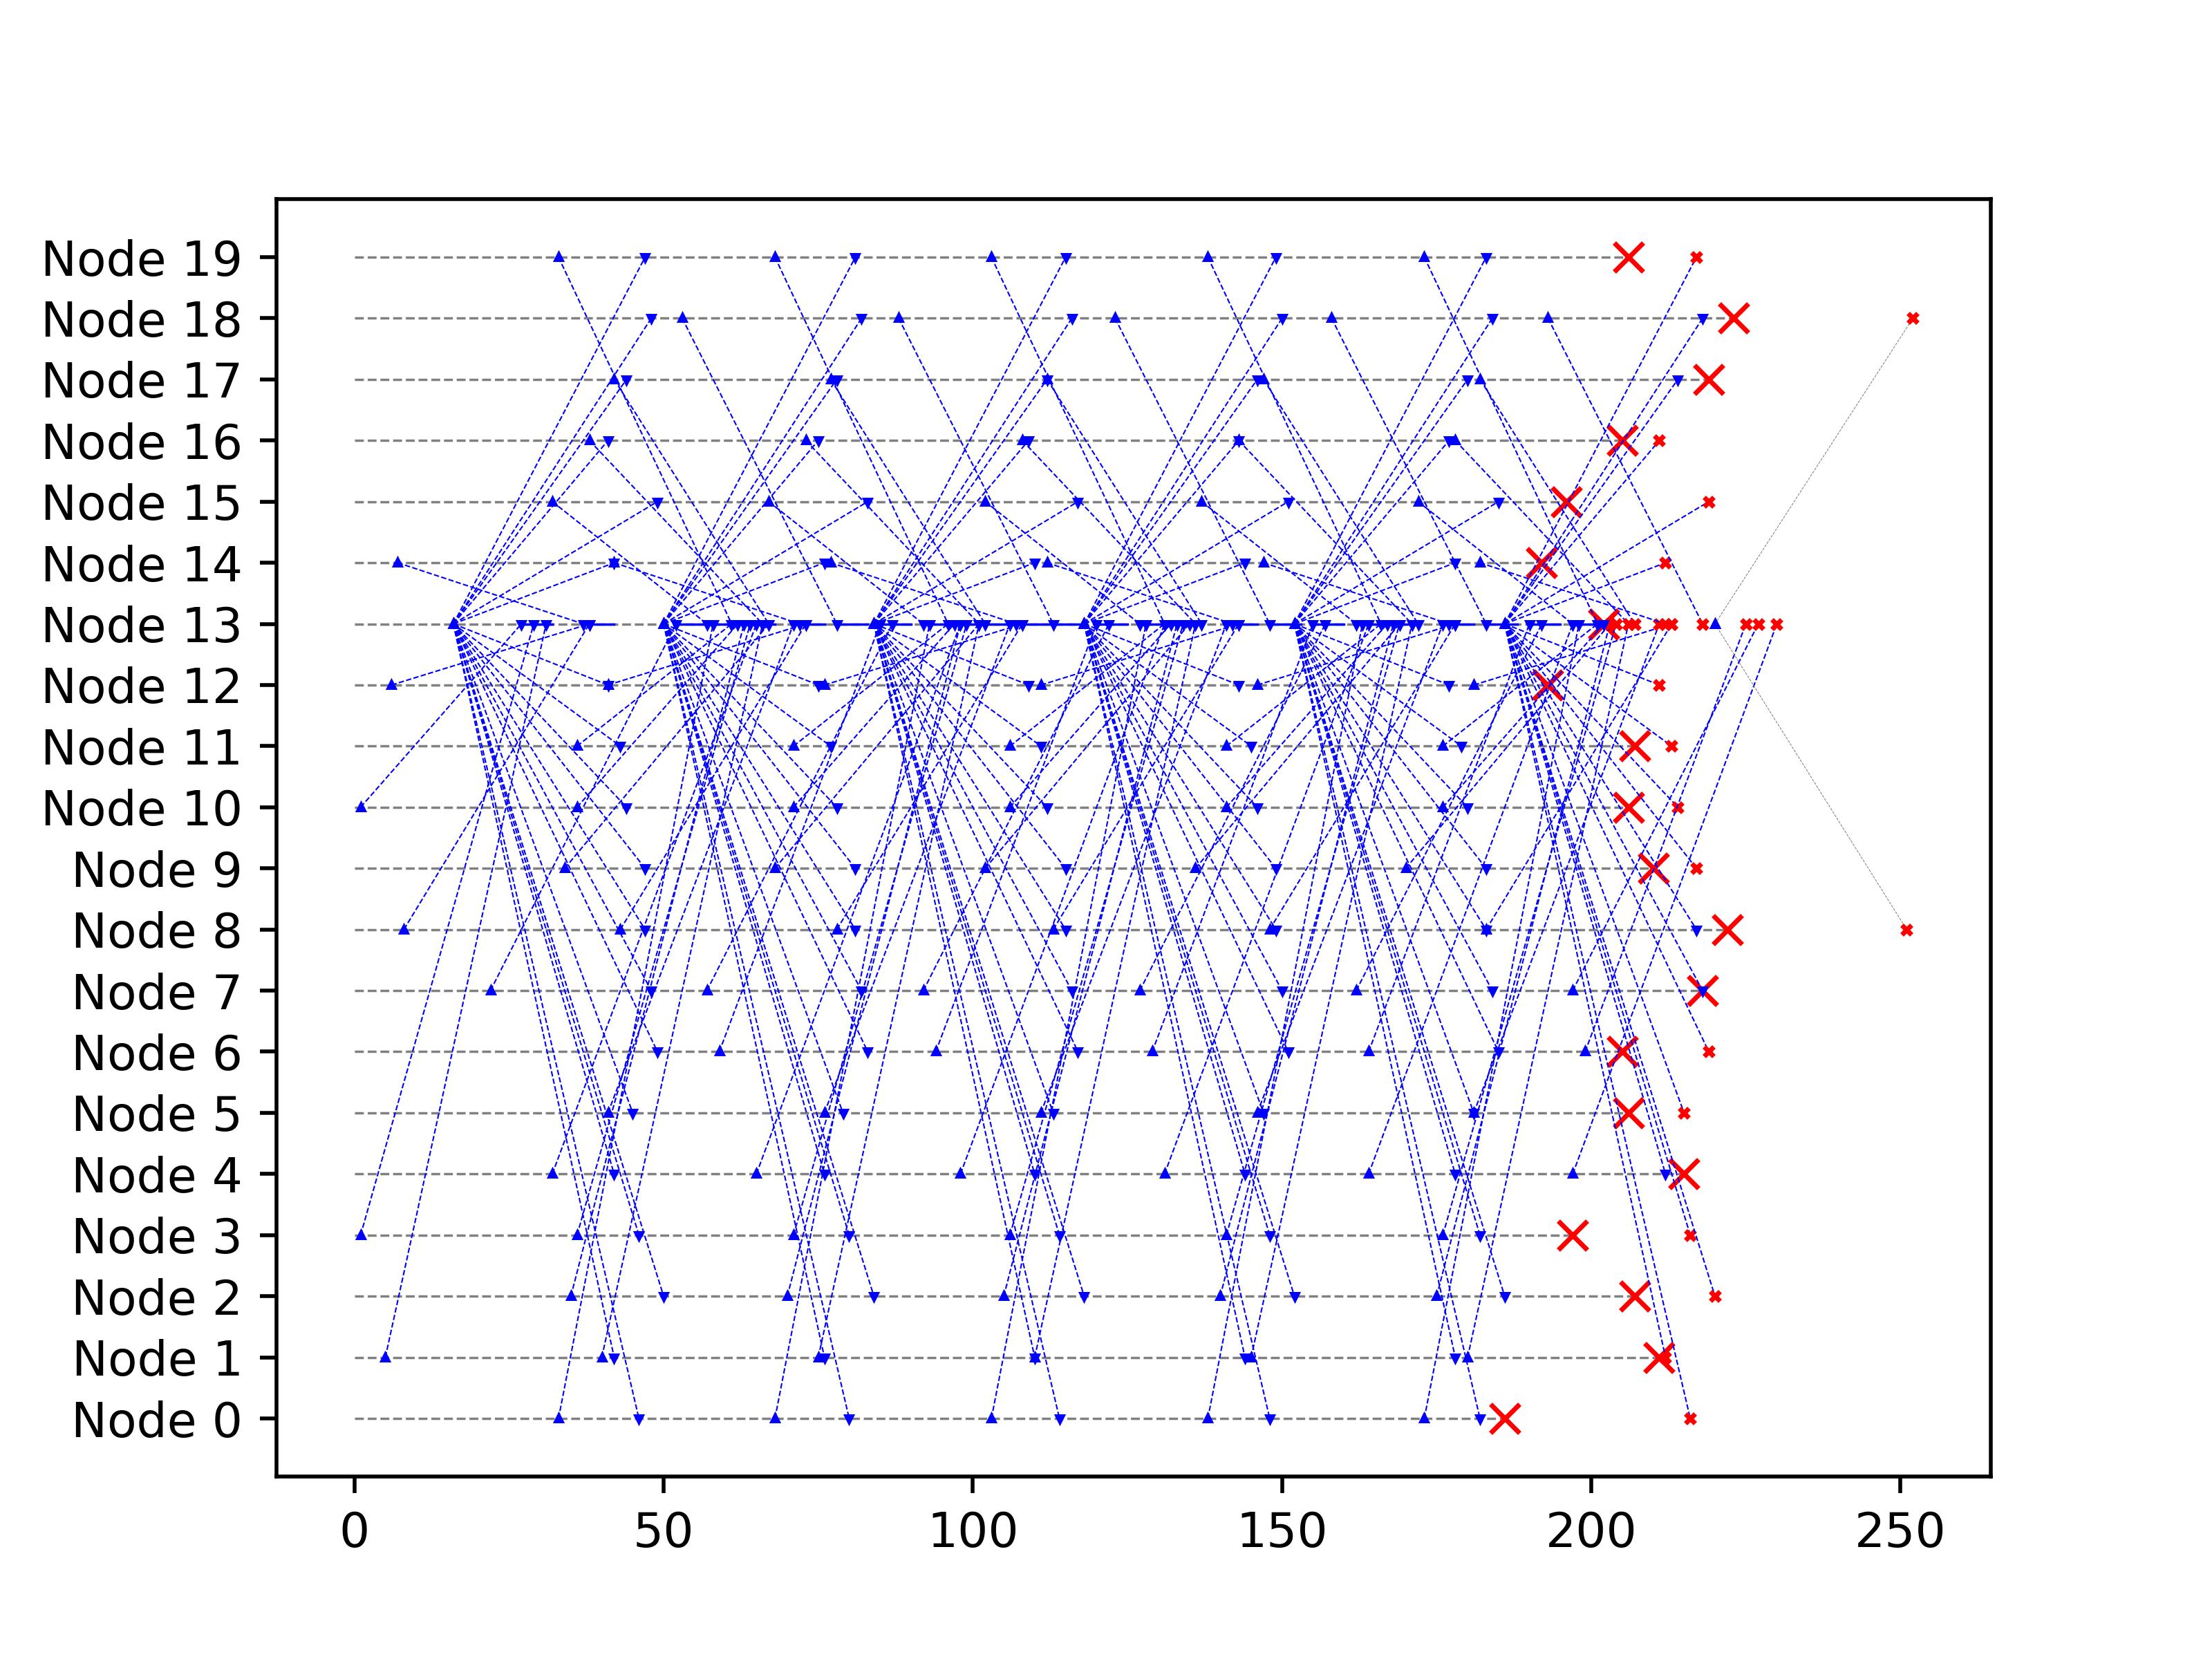 Node 19
Node 18
Node 17
Node 16
Node 15
Node 14
Node 13
Node 12
Node 11
Node 10
Node 9
Node 8
Node 7
Node 6
Node 5
Node 4
Node 3
Node 2
Node 1
Node 0
0 50 100 150 200 250